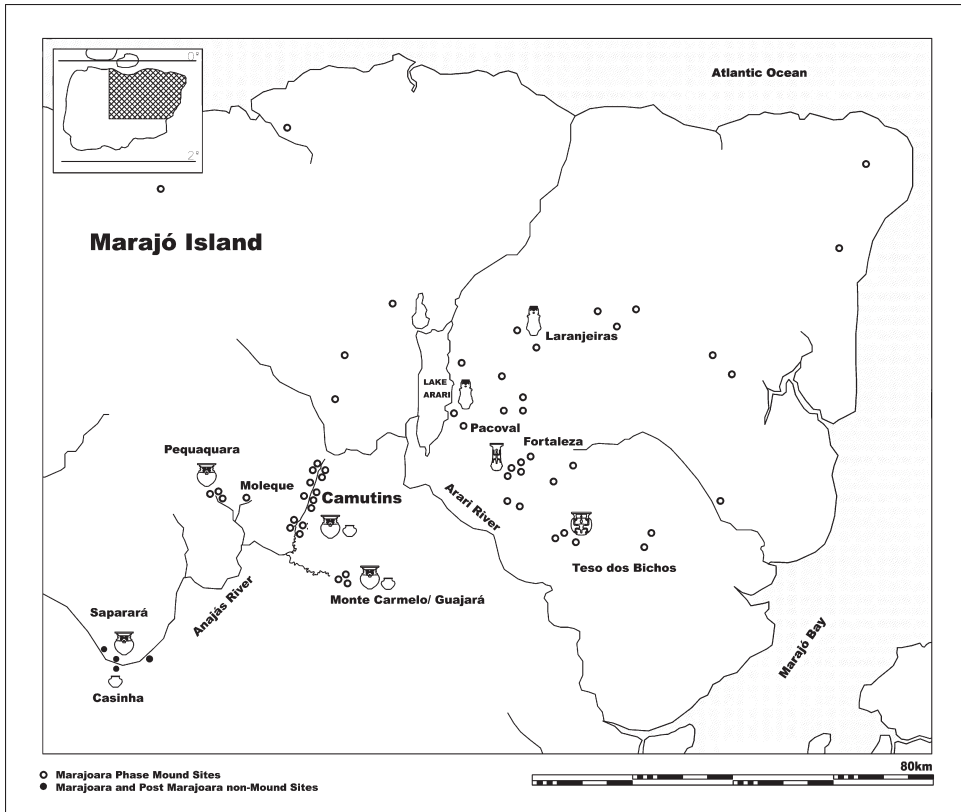 0°
2°
Atlantic Ocean
Marajó Island
Laranjeiras
LAKE
ARARI
Pacoval
Fortaleza
Pequaquara
Moleque
Camutins
Arari River
Teso dos Bichos
Monte Carmelo/ Guajará
Anajás River
Saparará
Casinha
Marajó Bay
80km
Marajoara Phase Mound Sites
Marajoara and Post Marajoara non-Mound Sites